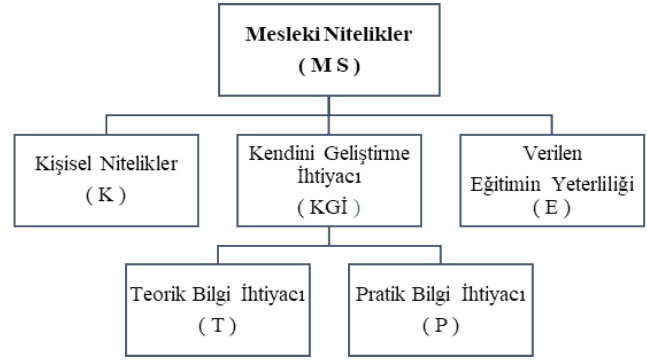 Mesleki Nitelikler
( M S )
Kişisel Nitelikler
( K )
Kendini Geliştirme
İhtiyacı
( KGİ )
Verilen
Eğitimin Yeterliliği
( E )
Teorik Bilgi İhtiyacı
( T )
Pratik Bilgi İhtiyacı
( P )